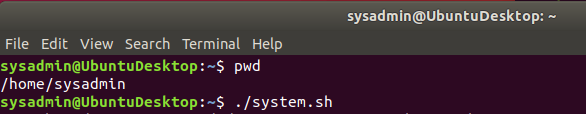 sysadmin@UbuntuDesktop: ~
File Edit View Search Terminal Help
sysadmin@UbuntuDesktop:~$ pwd
/home/sysadmin
sysadmin@UbuntuDesktop:~$ ./system.sh